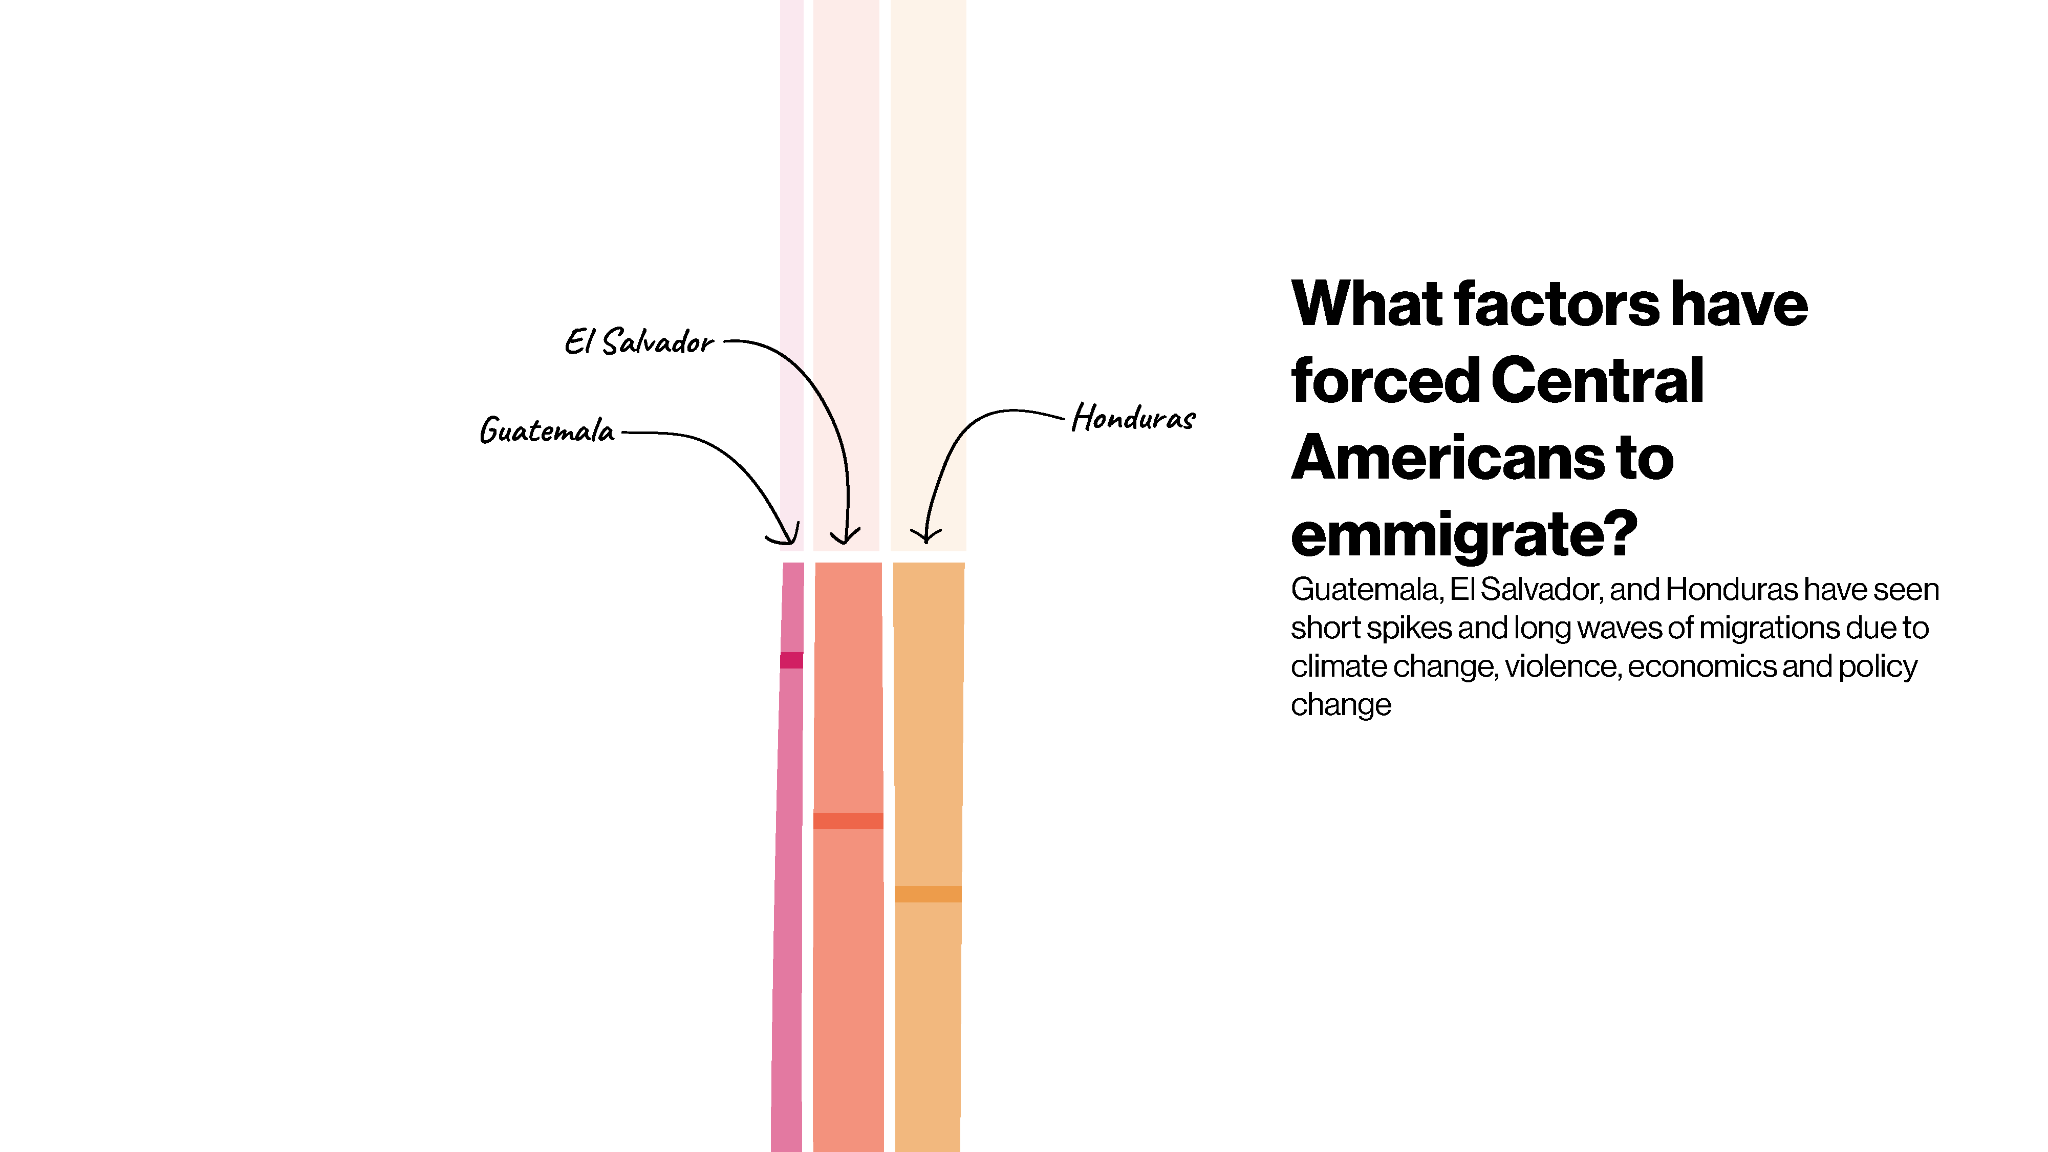 El Salvador
Guatemala
Honduras
What factors have
forced Central
Americans to
emmigrate?
Guatemala, El Salvador, and Honduras have seen
short spikes and long waves of migrations due to
climate change, violence, economics and policy
change